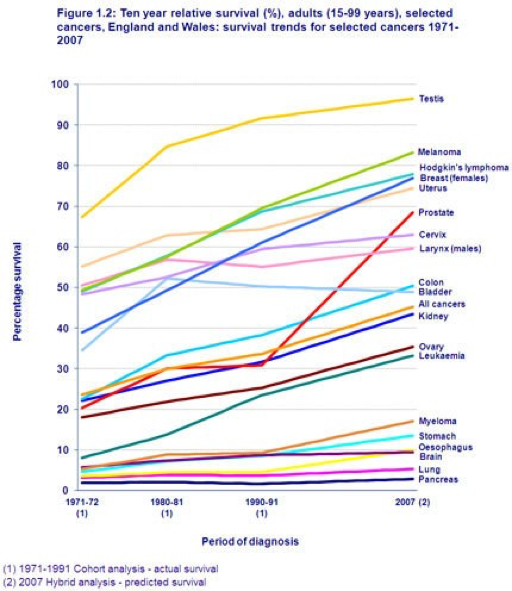 Figure 1.2: Ten year relative survival (%), adults (15-99 years), selected
cancers, England and Wales: survival trends for selected cancers 1971-
2007
100
90
80
70
60
50
40
30
20
10
0
Percentage survival
Testis
Melanoma
Hodgkin's lymphoma
Breast (females)
Uterus
Prostate
Cervix
Larynx (males)
Colon
Bladder
All cancers
Kidney
Ovary
Leukaemia
Myeloma
Stomach
Oesophagus
Brain
Lung
Pancreas
1971-72 1980-81 1990-91 2007 (2)
(1) (1) (1)
Period of diagnosis
(1) 1971-1991 Cohort analysis - actual survival
(2) 2007 Hybrid analysis - predicted survival